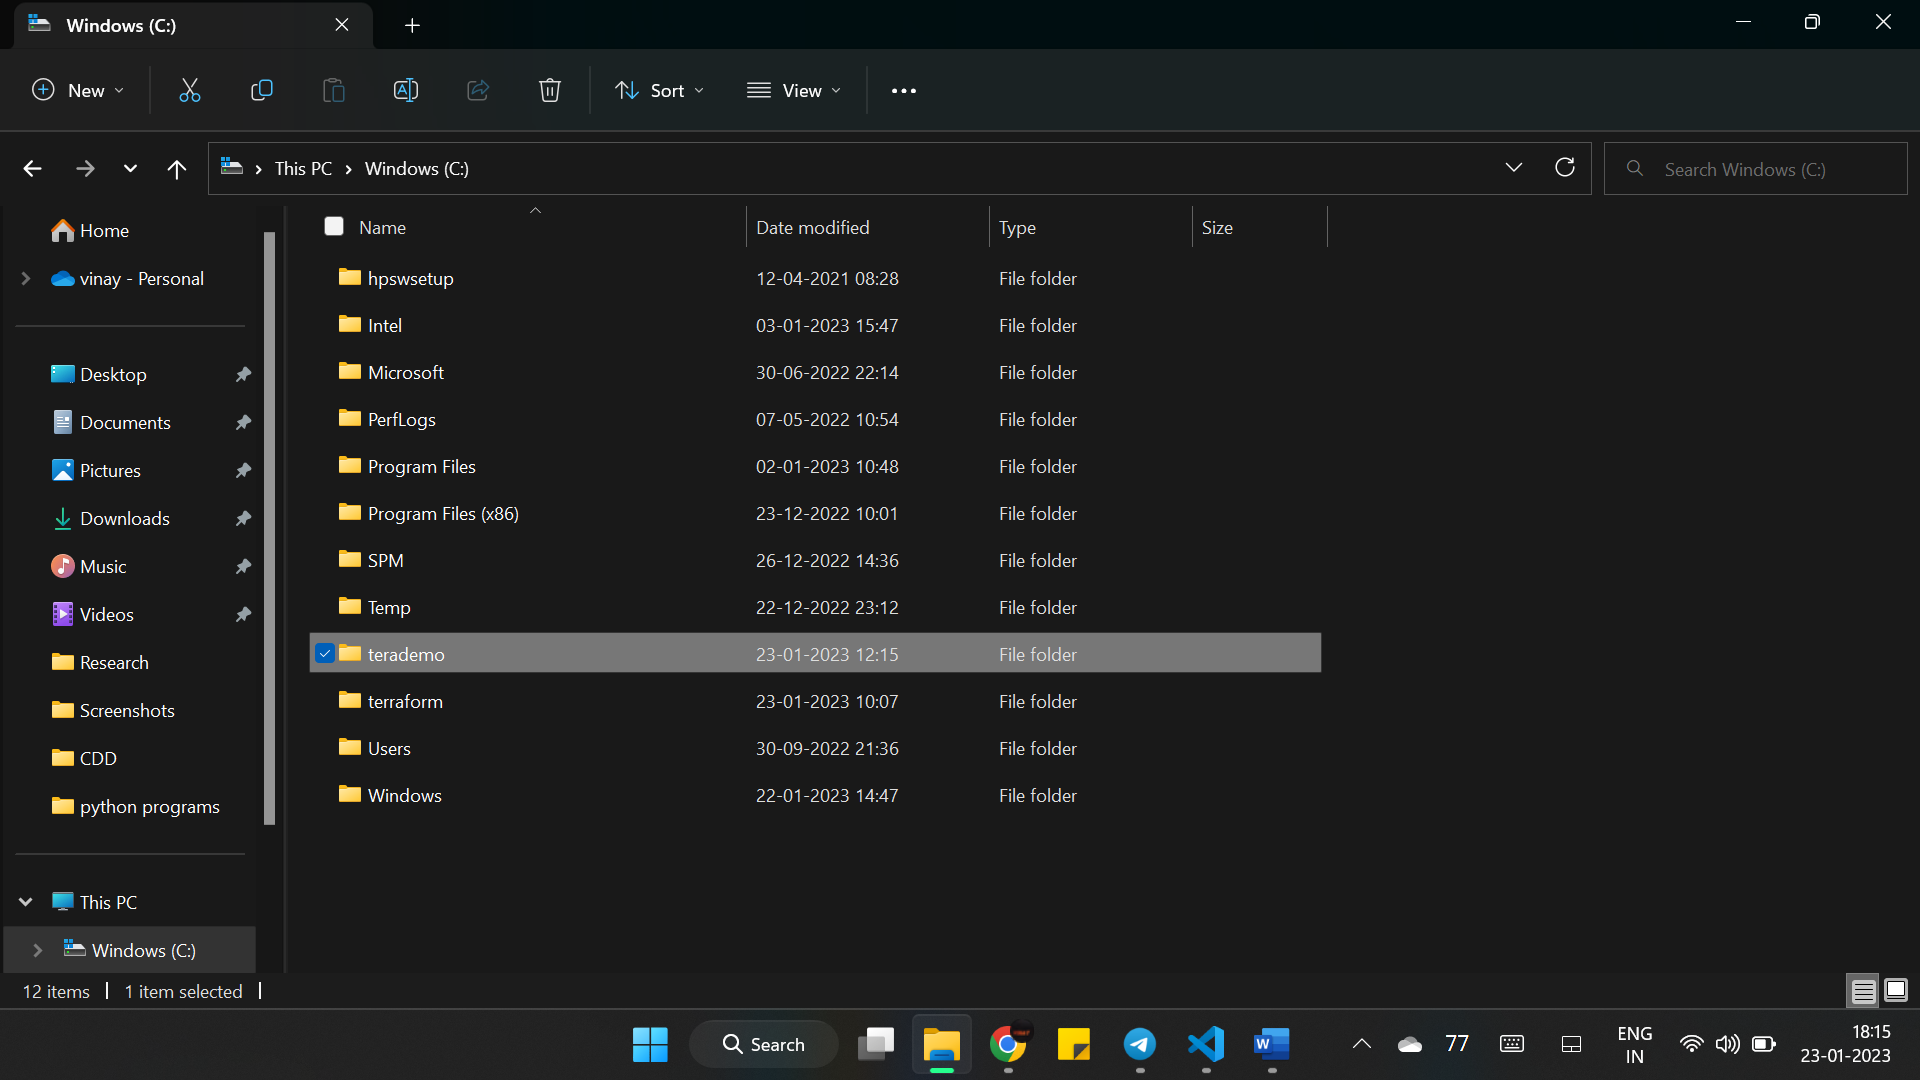 Windows (C:)
New
Sort
View
This PC > Windows (C:)
Search Windows (C:)
Home
vinay - Personal
Desktop
Documents
Pictures
Downloads
Music
Videos
Research
Screenshots
CDD
python programs
This PC
Windows (C:)
Name Date modified Type Size
hpswsetup 12-04-2021 08:28 File folder
Intel 03-01-2023 15:47 File folder
Microsoft 30-06-2022 22:14 File folder
PerfLogs 07-05-2022 10:54 File folder
Program Files 02-01-2023 10:48 File folder
Program Files (x86) 23-12-2022 10:01 File folder
SPM 26-12-2022 14:36 File folder
Temp 22-12-2022 23:12 File folder
terademo 23-01-2023 12:15 File folder
terraform 23-01-2023 10:07 File folder
Users 30-09-2022 21:36 File folder
Windows 22-01-2023 14:47 File folder
12 items | 1 item selected |
Search
77
ENG
IN
18:15
23-01-2023